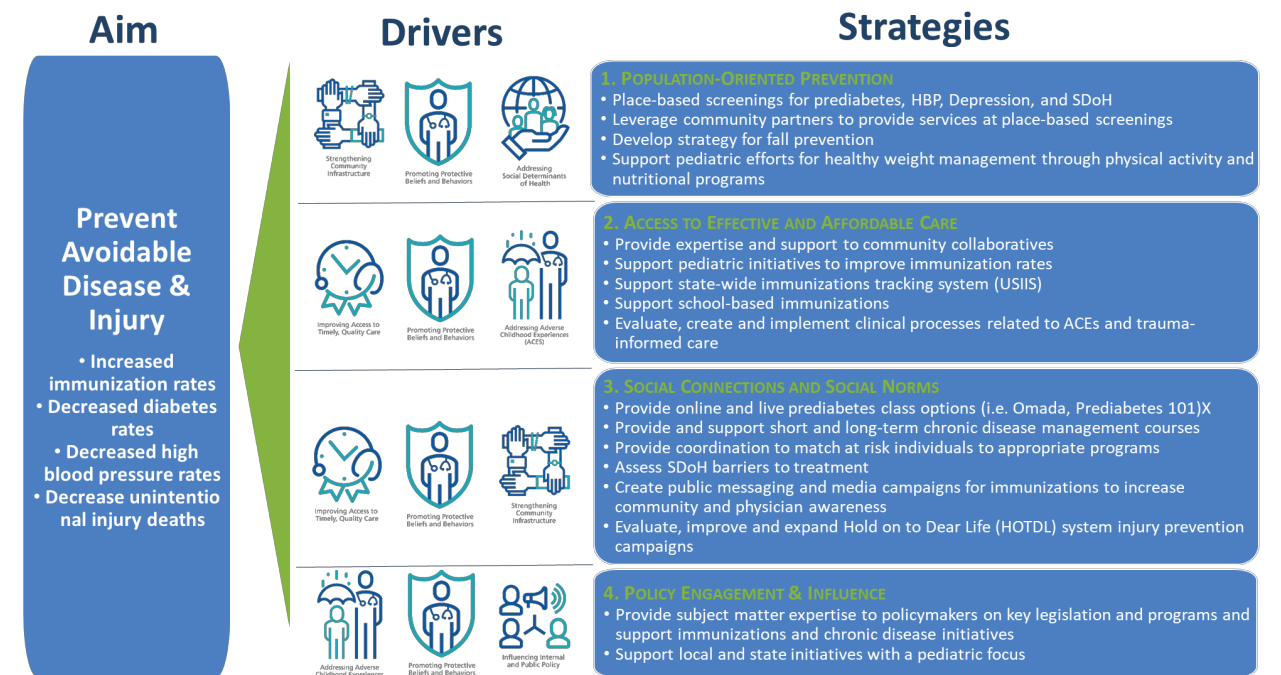 Aim
Drivers
Strategies
Prevent
Avoidable
Disease &
Injury
• Increased
immunization rates
• Decreased diabetes
rates
• Decreased high
blood pressure rates
• Decrease unintentio
nal injury deaths
Strengthening
Community
Infrastructure
Promoting Protective
Beliefs and Behaviors
Addressing
Social Determinants
of Health
1. POPULATION-ORIENTED PREVENTION
• Place-based screenings for prediabetes, HBP, Depression, and SDoH
• Leverage community partners to provide services at place-based screenings
• Develop strategy for fall prevention
• Support pediatric efforts for healthy weight management through physical activity and
nutritional programs
Improving Access to
Timely, Quality Care
Promoting Protective
Beliefs and Behaviors
Addressing Adverse
Childhood Experiences
(ACES)
2. ACCESS TO EFFECTIVE AND AFFORDABLE CARE
• Provide expertise and support to community collaboratives
• Support pediatric initiatives to improve immunization rates
• Support state-wide immunizations tracking system (USIIS)
• Support school-based immunizations
• Evaluate, create and implement clinical processes related to ACEs and trauma-
informed care
Improving Access to
Timely, Quality Care
Promoting Protective
Beliefs and Behaviors
Strengthening
Community
Infrastructure
3. SOCIAL CONNECTIONS AND SOCIAL NORMS
• Provide online and live prediabetes class options (i.e. Omada, Prediabetes 101)X
• Provide and support short and long-term chronic disease management courses
• Provide coordination to match at risk individuals to appropriate programs
• Assess SDoH barriers to treatment
• Create public messaging and media campaigns for immunizations to increase
community and physician awareness
• Evaluate, improve and expand Hold on to Dear Life (HOTDL) system injury prevention
campaigns
Addressing Adverse
Childhood Experiences
Promoting Protective
Beliefs and Behaviors
Influencing Internal
and Public Policy
4. POLICY ENGAGEMENT & INFLUENCE
• Provide subject matter expertise to policymakers on key legislation and programs and
support immunizations and chronic disease initiatives
• Support local and state initiatives with a pediatric focus